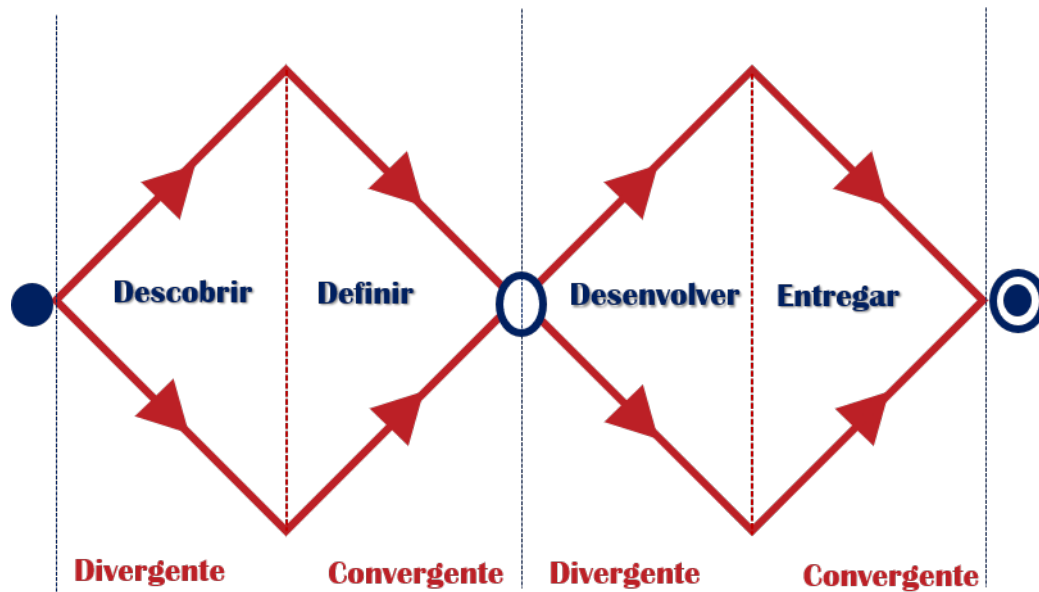 Descobrir
Definir
Desenvolver
Entregar
Divergente
Convergente
Divergente
Convergente